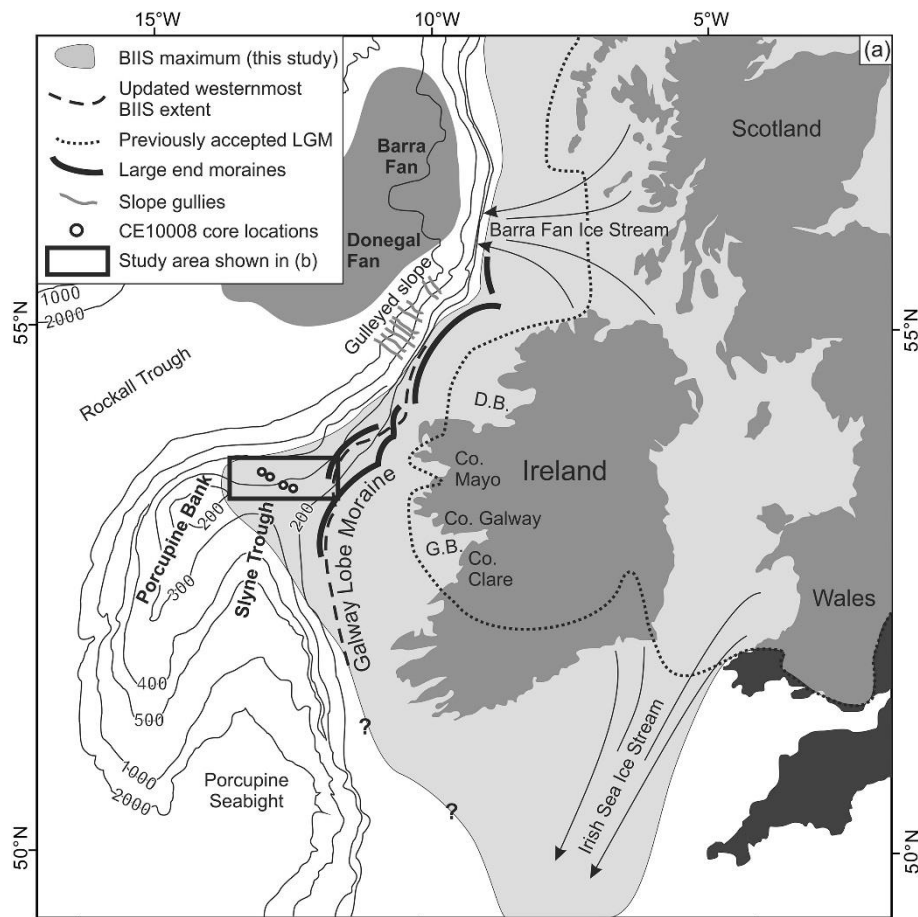 15°W
10°W
5°W
(a)
BIIS maximum (this study)
Updated westernmost
BIIS extent
Previously accepted LGM
Large end moraines
Slope gullies
CE10008 core locations
Study area shown in (b)
Scotland
Barra
Fan
Barra Fan Ice Stream
Donegal
Fan
Gulleyed slope
1000
2000
55°N
55°N
Rockall Trough
D.B.
Co.
Mayo
Ireland
Co. Galway
G.B.
Co.
Clare
Galway Lobe Moraine
Porcupine Bank
Slyne Trough
200
200
300
400
500
1000
2000
Wales
?
?
Porcupine
Seabight
Irish Sea Ice Stream
50°N
50°N